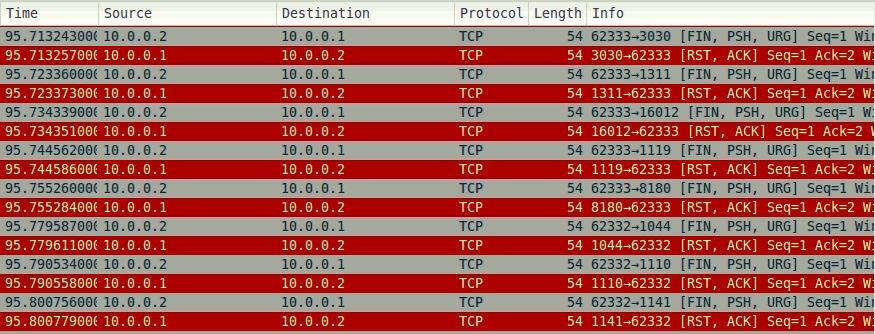 Time Source Destination Protocol Length Info
95.713243000 10.0.0.2 10.0.0.1 TCP 54 62333→3030 [FIN, PSH, URG] Seq=1 Win
95.713257000 10.0.0.1 10.0.0.2 TCP 54 3030→62333 [RST, ACK] Seq=1 Ack=2 Wi
95.723360000 10.0.0.2 10.0.0.1 TCP 54 62333→1311 [FIN, PSH, URG] Seq=1 Win
95.723373000 10.0.0.1 10.0.0.2 TCP 54 1311→62333 [RST, ACK] Seq=1 Ack=2 Wi
95.734339000 10.0.0.2 10.0.0.1 TCP 54 62333→16012 [FIN, PSH, URG] Seq=1 Wi
95.734351000 10.0.0.1 10.0.0.2 TCP 54 16012→62333 [RST, ACK] Seq=1 Ack=2 W
95.744562000 10.0.0.2 10.0.0.1 TCP 54 62333→1119 [FIN, PSH, URG] Seq=1 Win
95.744586000 10.0.0.1 10.0.0.2 TCP 54 1119→62333 [RST, ACK] Seq=1 Ack=2 Wi
95.755260000 10.0.0.2 10.0.0.1 TCP 54 62333→8180 [FIN, PSH, URG] Seq=1 Win
95.755284000 10.0.0.1 10.0.0.2 TCP 54 8180→62333 [RST, ACK] Seq=1 Ack=2 Wi
95.779587000 10.0.0.2 10.0.0.1 TCP 54 62332→1044 [FIN, PSH, URG] Seq=1 Win
95.779611000 10.0.0.1 10.0.0.2 TCP 54 1044→62332 [RST, ACK] Seq=1 Ack=2 Wi
95.790534000 10.0.0.2 10.0.0.1 TCP 54 62332→1110 [FIN, PSH, URG] Seq=1 Win
95.790558000 10.0.0.1 10.0.0.2 TCP 54 1110→62332 [RST, ACK] Seq=1 Ack=2 Wi
95.800756000 10.0.0.2 10.0.0.1 TCP 54 62332→1141 [FIN, PSH, URG] Seq=1 Win
95.800779000 10.0.0.1 10.0.0.2 TCP 54 1141→62332 [RST, ACK] Seq=1 Ack=2 Wi